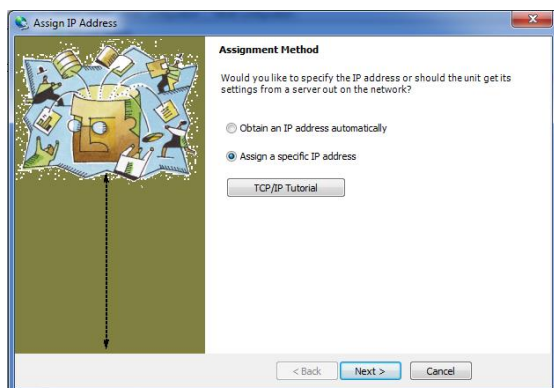 Assign IP Address
Assignment Method
Would you like to specify the IP address or should the unit get its
settings from a server out on the network?
Obtain an IP address automatically
Assign a specific IP address
TCP/IP Tutorial
< Back
Next >
Cancel